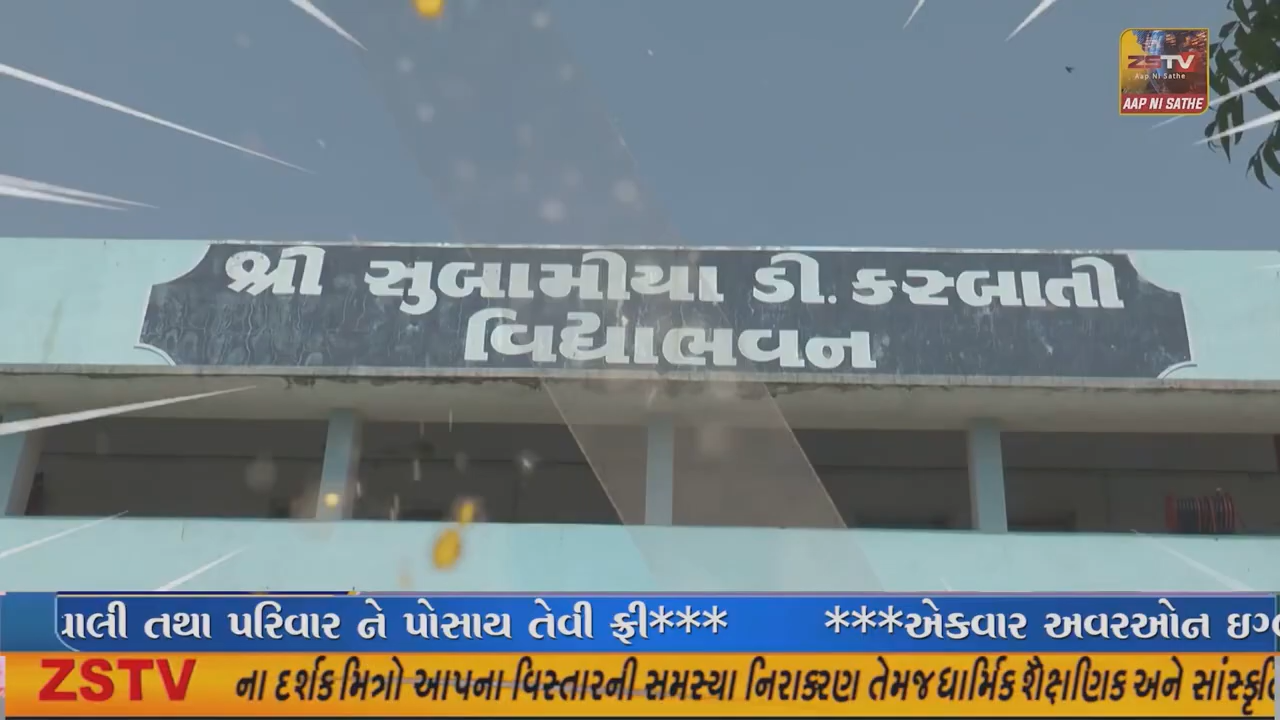 ZSTV
Aap Ni Sathe
AAP NI SATHE
શ્રી સુબામીયા ડી. કરબાતી
વિદ્યાભવન
વાલી તથા પરિવાર ને પોસાય તેવી ફ્રી*** ***એકવાર અવરઓન
ZSTV ના દર્શક મિત્રો આપના વિસ્તારની સમસ્યા નિરાકરણ તેમજ ધાર્મિક શૈક્ષણિક અને